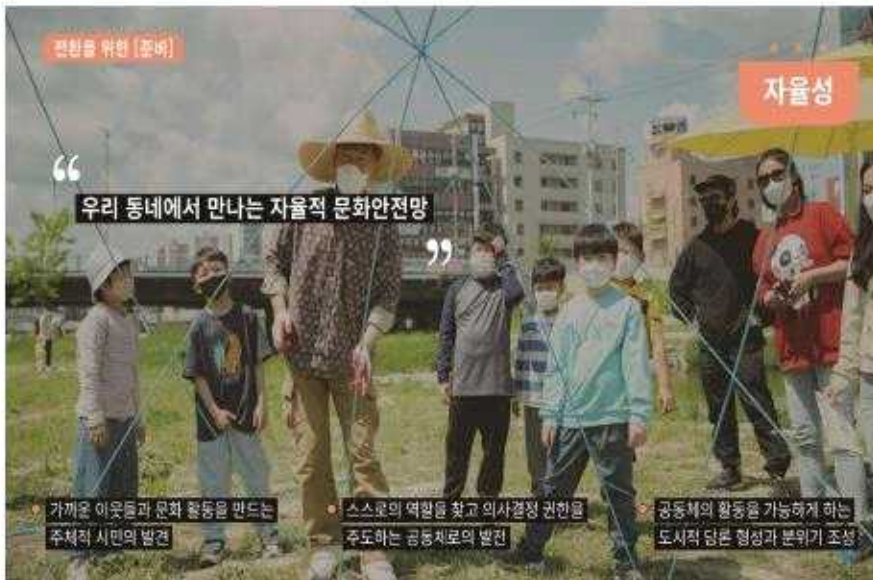 전환을 위한 [준비]
자율성
“
우리 동네에서 만나는 자율적 문화안전망
”
가까운 이웃들과 문화 활동을 만드는
주체적 시민의 발견
스스로의 역할을 찾고 의사결정 권한을
주도하는 공동체로의 발전
공동체의 활동을 가능하게 하는
도시적 담론 형성과 분위기 조성